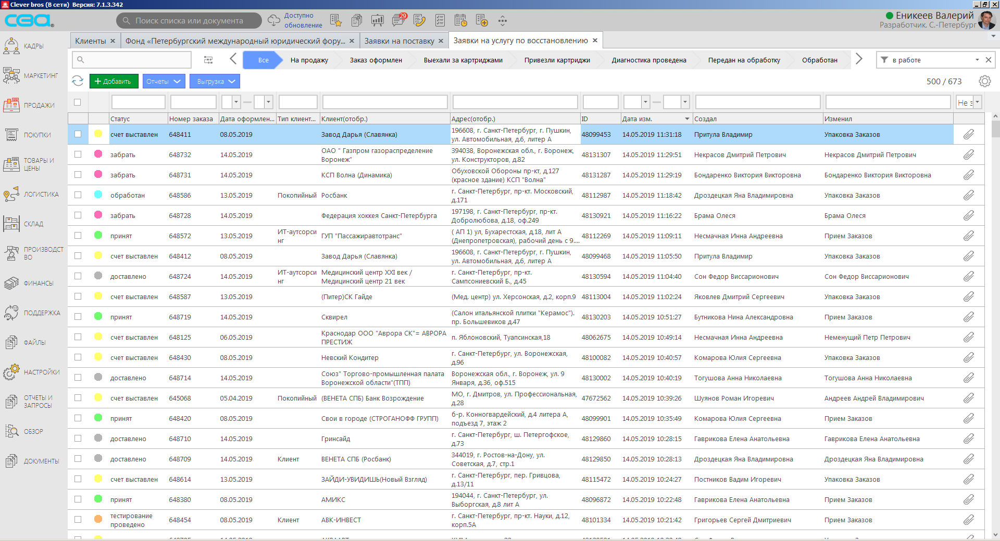 Clever bros (В сети) Версия: 7.1.3.342
сва®
Поиск списка или документа
Доступно
обновление
29
Еникеев Валерий
Разработчик. С.-Петербург
КАДРЫ
МАРКЕТИНГ
ПРОДАЖИ
ПОКУПКИ
ТОВАРЫ И
ЦЕНЫ
ЛОГИСТИКА
СКЛАД
ПРОИЗВОДСТ
ВО
ФИНАНСЫ
ПОДДЕРЖКА
ФАЙЛЫ
НАСТРОЙКИ
ОТЧЕТЫ И
ЗАПРОСЫ
ОБЗОР
ДОКУМЕНТЫ
Клиенты
Фонд «Петербургский международный юридический фору...
Заявки на поставку
Заявки на услугу по восстановлению
Все
На продажу
Заказ оформлен
Выехали за картриджами
Привезли картриджи
Диагностика проведена
Передан на обработку
Обработан
в работе
+ Добавить
Отчеты
Выгрузка
500 / 673
Не з
Статус Номер заказа Дата оформлен... Тип клиент... Клиент(отобр.) Адрес(отобр.) ID Дата изм. Создал Изменил
счет выставлен 648411 08.05.2019 Завод Дарья (Славянка) 196608, г. Санкт-Петербург, г. Пушкин, ул. Автомобильная, д.6, литер А 48099453 14.05.2019 11:31:18 Притула Владимир Упаковка Заказов
забрать 648732 14.05.2019 ОАО " Газпром газораспределение Воронеж" 394038, Воронежская обл., г. Воронеж, ул. Конструкторов, д.82 48131307 14.05.2019 11:29:51 Некрасов Дмитрий Петрович Некрасов Дмитрий Петрович
забрать 648731 14.05.2019 КСП Волна (Динамика) Обуховской Обороны пр-кт, д.127 (красное здание) КСП "Волна" 48131287 14.05.2019 11:29:19 Бондаренко Виктория Викторовна Бондаренко Виктория Викторовна
обработан 648586 13.05.2019 Покопийный Росбанк г. Санкт-Петербург, пр-кт. Московский, д.171 48112987 14.05.2019 11:18:42 Дроздецкая Яна Владимировна Упаковка Заказов
забрать 648728 14.05.2019 Федерация хоккея Санкт-Петербурга 197198, г. Санкт-Петербург, пр-кт. Добролюбова, д.18, оф.249 48130921 14.05.2019 11:16:22 Брама Олеся Брама Олеся
принят 648572 13.05.2019 ИТ-аутсорсинг ГУП "Пассажиравтотранс" ( АП 1) ул, Бухарестская, д.18, лит А (Днепропетровская), рабочий день с 9.... 48112269 14.05.2019 11:09:11 Несмачная Инна Андреевна Прием Заказов
счет выставлен 648412 08.05.2019 Завод Дарья (Славянка) 196608, г. Санкт-Петербург, г. Пушкин, ул. Автомобильная, д.6, литер А 48099468 14.05.2019 11:05:50 Притула Владимир Упаковка Заказов
доставлено 648724 14.05.2019 ИТ-аутсорсинг Медицинский центр XXI век / Медицинский центр 21 век г. Санкт-Петербург, пр-кт. Сампсониевский Б., д.45 48130594 14.05.2019 11:04:40 Сон Федор Виссарионович Сон Федор Виссарионович
счет выставлен 648587 13.05.2019 (Питер)СК Гайде (Мед. центр) ул. Херсонская, д.2, корп.9 48113004 14.05.2019 11:02:24 Яковлев Дмитрий Сергеевич Упаковка Заказов
принят 648719 14.05.2019 Сквирел (Салон итальянской плитки "Керамос"). пр. Большевиков д.47 48130203 14.05.2019 10:51:27 Бутникова Нина Александровна Прием Заказов
счет выставлен 648125 06.05.2019 Краснодар ООО "Аврора СК"= АВРОРА ПРЕСТИЖ п. Яблоновский, Туапсинская,18 48062675 14.05.2019 10:49:14 Несмачная Инна Андреевна Неменущий Петр Петрович
счет выставлен 648430 08.05.2019 Невский Кондитер г. Санкт-Петербург, ул. Воронежская, д.96 48100082 14.05.2019 10:40:57 Комарова Юлия Сергеевна Упаковка Заказов
доставлено 648714 14.05.2019 Союз" Торгово-промышленная палата Воронежской области"(ТПП) Воронежская обл., г. Воронеж, ул. 9 Января, д.36, оф.515 48130002 14.05.2019 10:40:19 Тогушова Анна Николаевна Тогушова Анна Николаевна
счет выставлен 645068 05.04.2019 Покопийный (ВЕНЕТА СПБ) Банк Возрождение МО, г. Дмитров, ул. Профессиональная, д.28 47672562 14.05.2019 10:39:26 Шуянов Роман Игоревич Андреев Андрей Владимирович
принят 648420 08.05.2019 Свои в городе (СТРОГАНОФФ ГРУПП) б-р. Конногвардейский, д.4 литера А, подъезд 7, этаж 2 48099901 14.05.2019 10:35:49 Комарова Юлия Сергеевна Прием Заказов
доставлено 648710 14.05.2019 Гринсайд г. Санкт-Петербург, ш. Петергофское, д.73 48129860 14.05.2019 10:28:15 Гаврикова Елена Анатольевна Гаврикова Елена Анатольевна
доставлено 648709 14.05.2019 Клиент ВЕНЕТА СПБ (Росбанк) 344019, г. Ростов-на-Дону, ул. Советская, д.7, стр.1 48129850 14.05.2019 10:28:13 Дроздецкая Яна Владимировна Дроздецкая Яна Владимировна
счет выставлен 648614 13.05.2019 ЗАЙДИ-УВИДИШЬ(Новый Взгляд) г. Санкт-Петербург, пер. Гривцова, д.13/11 48115472 14.05.2019 10:24:27 Постников Вадим Игоревич Упаковка Заказов
принят 648380 08.05.2019 АМИКС 194044, г. Санкт-Петербург, ул. Выборгская, д.8 лит А 48096872 14.05.2019 10:22:48 Гаврикова Елена Анатольевна Прием Заказов
тестирование проведено 648454 08.05.2019 Клиент АВК-ИНВЕСТ г. Санкт-Петербург, пр-кт. Науки, д.12, корп.5А 48101334 14.05.2019 10:21:42 Григорьев Сергей Дмитриевич Прием Заказов